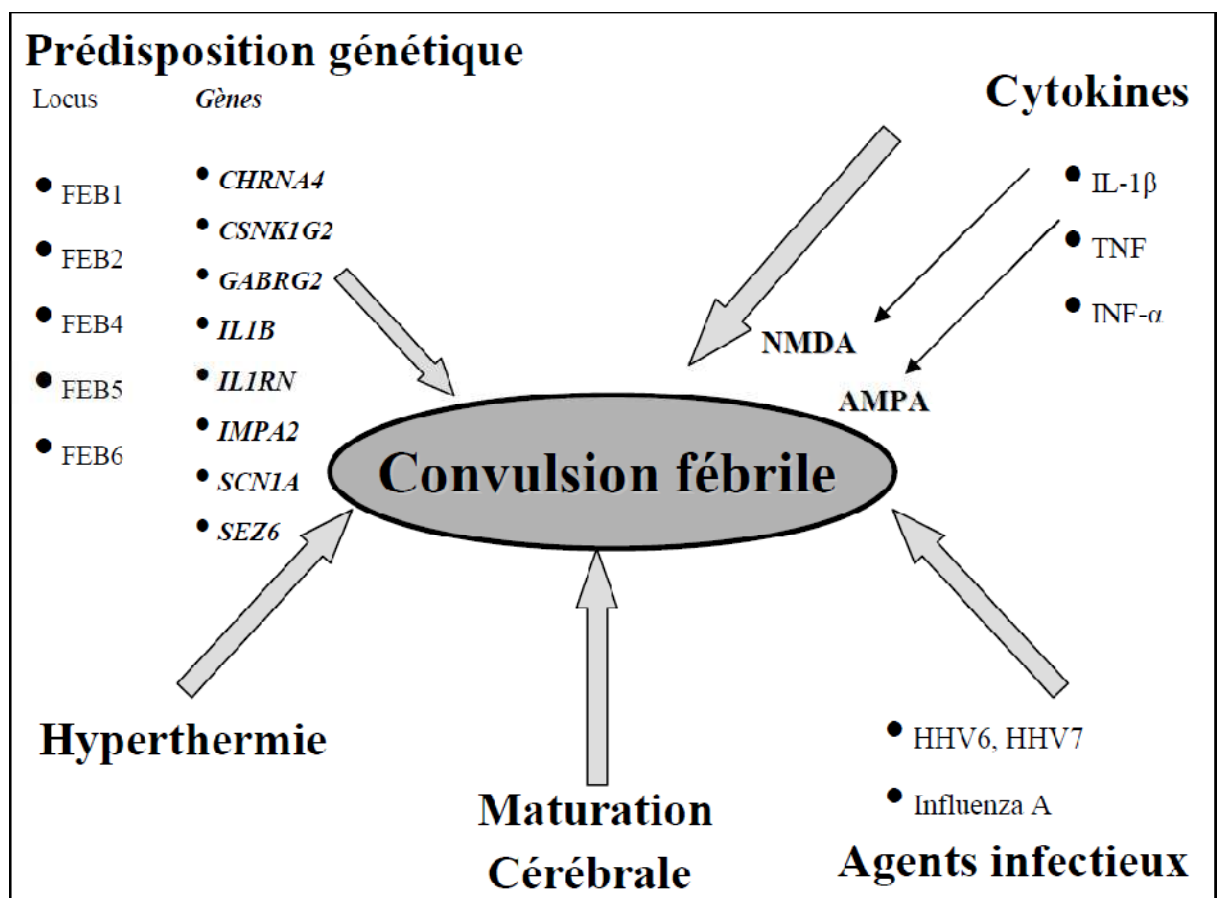 Prédisposition génétique
Locus Gènes
• FEB1
• FEB2
• FEB4
• FEB5
• FEB6
• CHRNA4
• CSNK1G2
• GABRG2
• IL1B
• IL1RN
• IMPA2
• SCN1A
• SEZ6
Cytokines
• IL-1β
• TNF
• INF-α
NMDA
AMPA
Convulsion fébrile
Hyperthermie
Maturation
Cérébrale
• HHV6, HHV7
• Influenza A
Agents infectieux